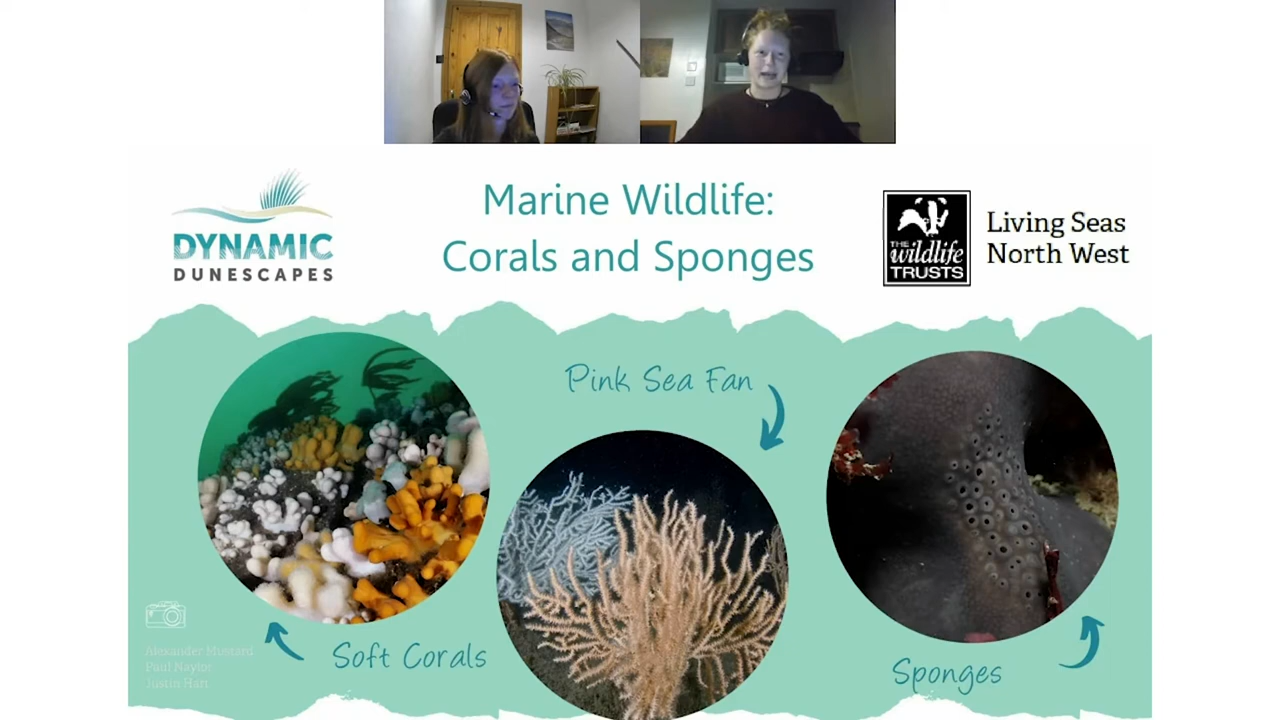 DYNAMIC
DUNESCAPES
Marine Wildlife:
Corals and Sponges
THE
wildlife
TRUSTS
Living Seas
North West
Pink Sea Fan
Soft Corals
Sponges
Alexander Mustard
Paul Naylor
Justin Hart